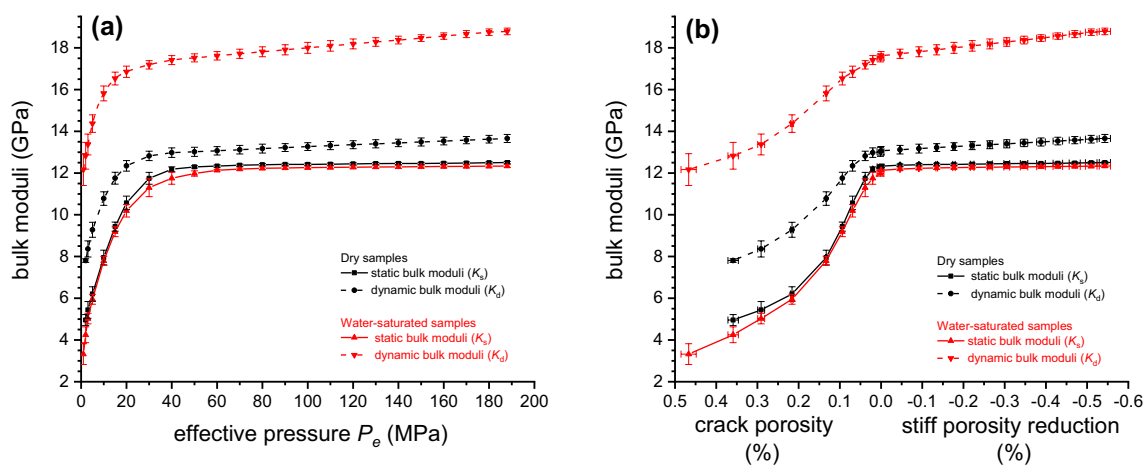 (a)
bulk moduli (GPa)
18
16
14
12
10
8
6
4
2
Dry samples
static bulk moduli (Ks)
dynamic bulk moduli (Kd)
Water-saturated samples
static bulk moduli (Ks)
dynamic bulk moduli (Kd)
0 20 40 60 80 100 120 140 160 180 200
effective pressure Pe (MPa)
(b)
bulk moduli (GPa)
18
16
14
12
10
8
6
4
2
Dry samples
static bulk moduli (Ks)
dynamic bulk moduli (Kd)
Water-saturated samples
static bulk moduli (Ks)
dynamic bulk moduli (Kd)
0.5 0.4 0.3 0.2 0.1 0.0 -0.1 -0.2 -0.3 -0.4 -0.5 -0.6
crack porosity stiff porosity reduction
(%) (%)